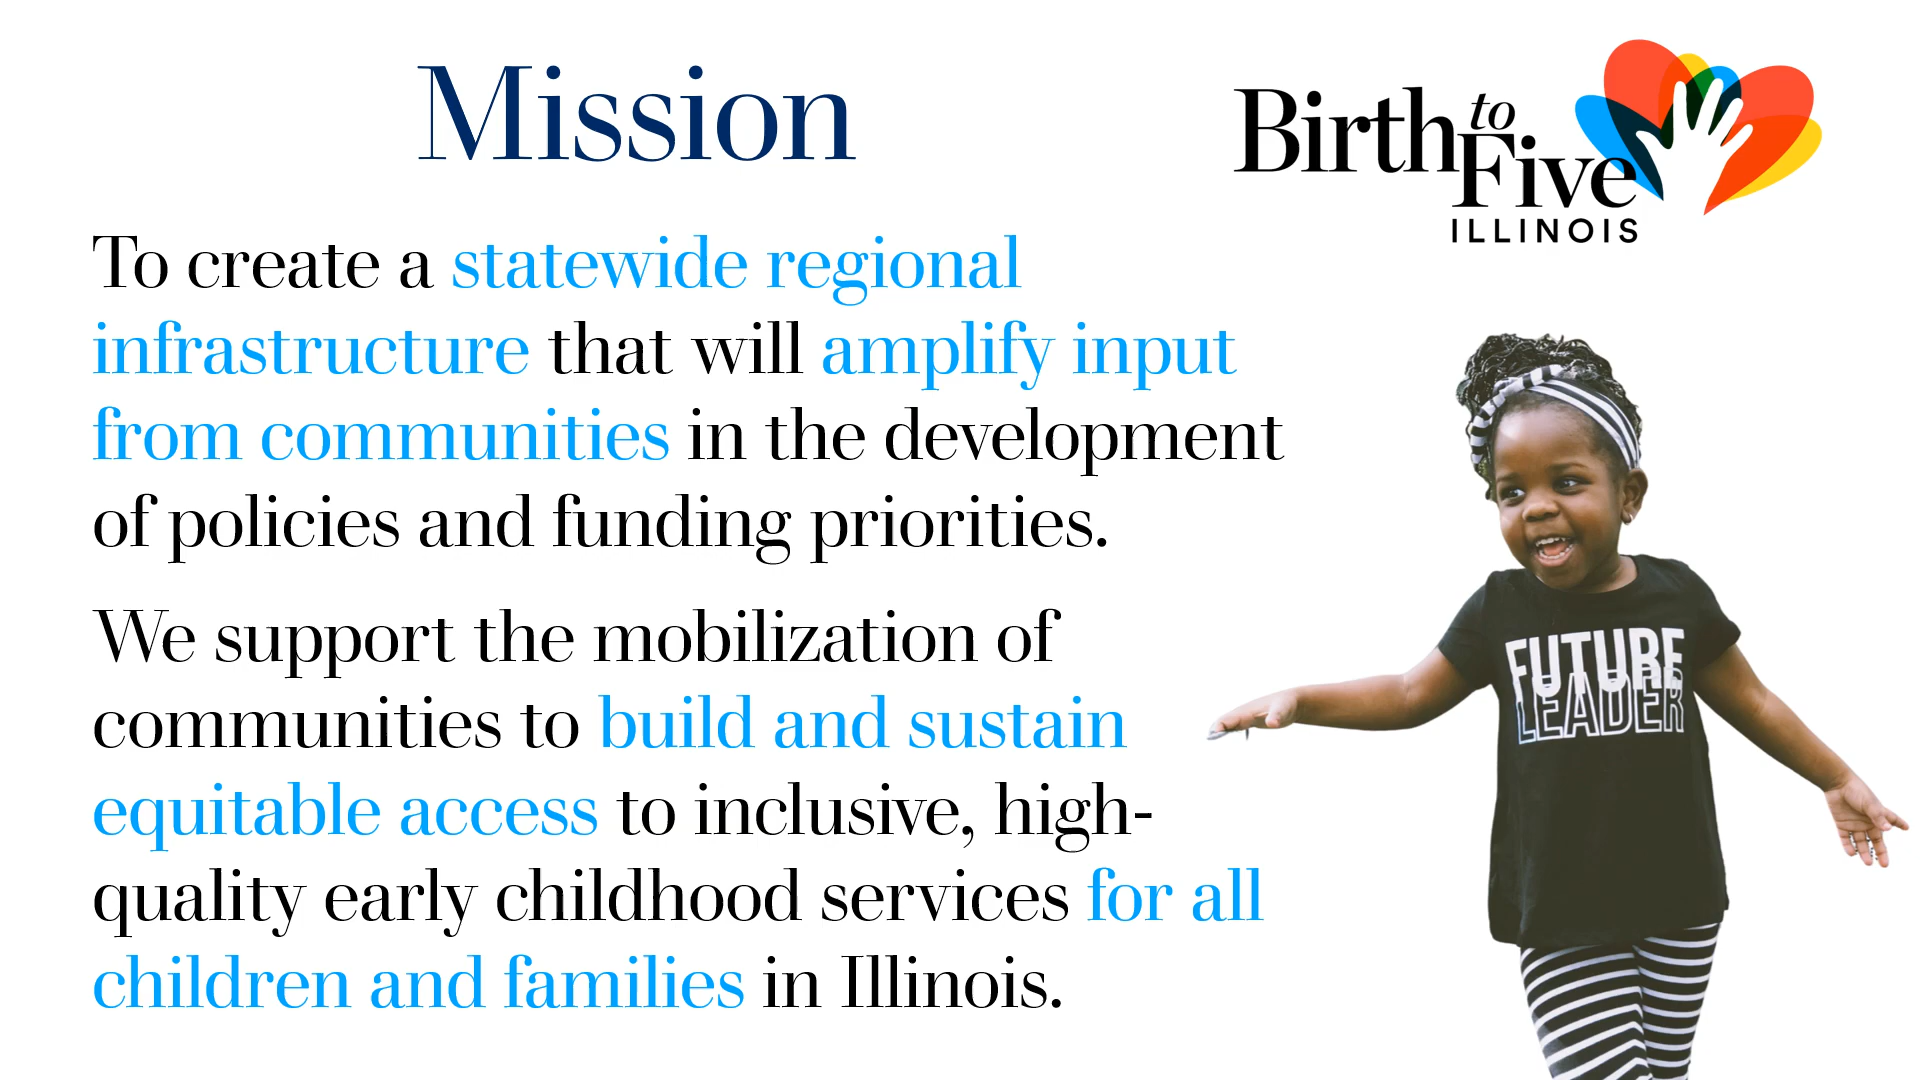 Mission
Birth to Five
ILLINOIS
To create a statewide regional
infrastructure that will amplify input
from communities in the development
of policies and funding priorities.
We support the mobilization of
communities to build and sustain
equitable access to inclusive, high-
quality early childhood services for all
children and families in Illinois.
FUTURE
LEADER